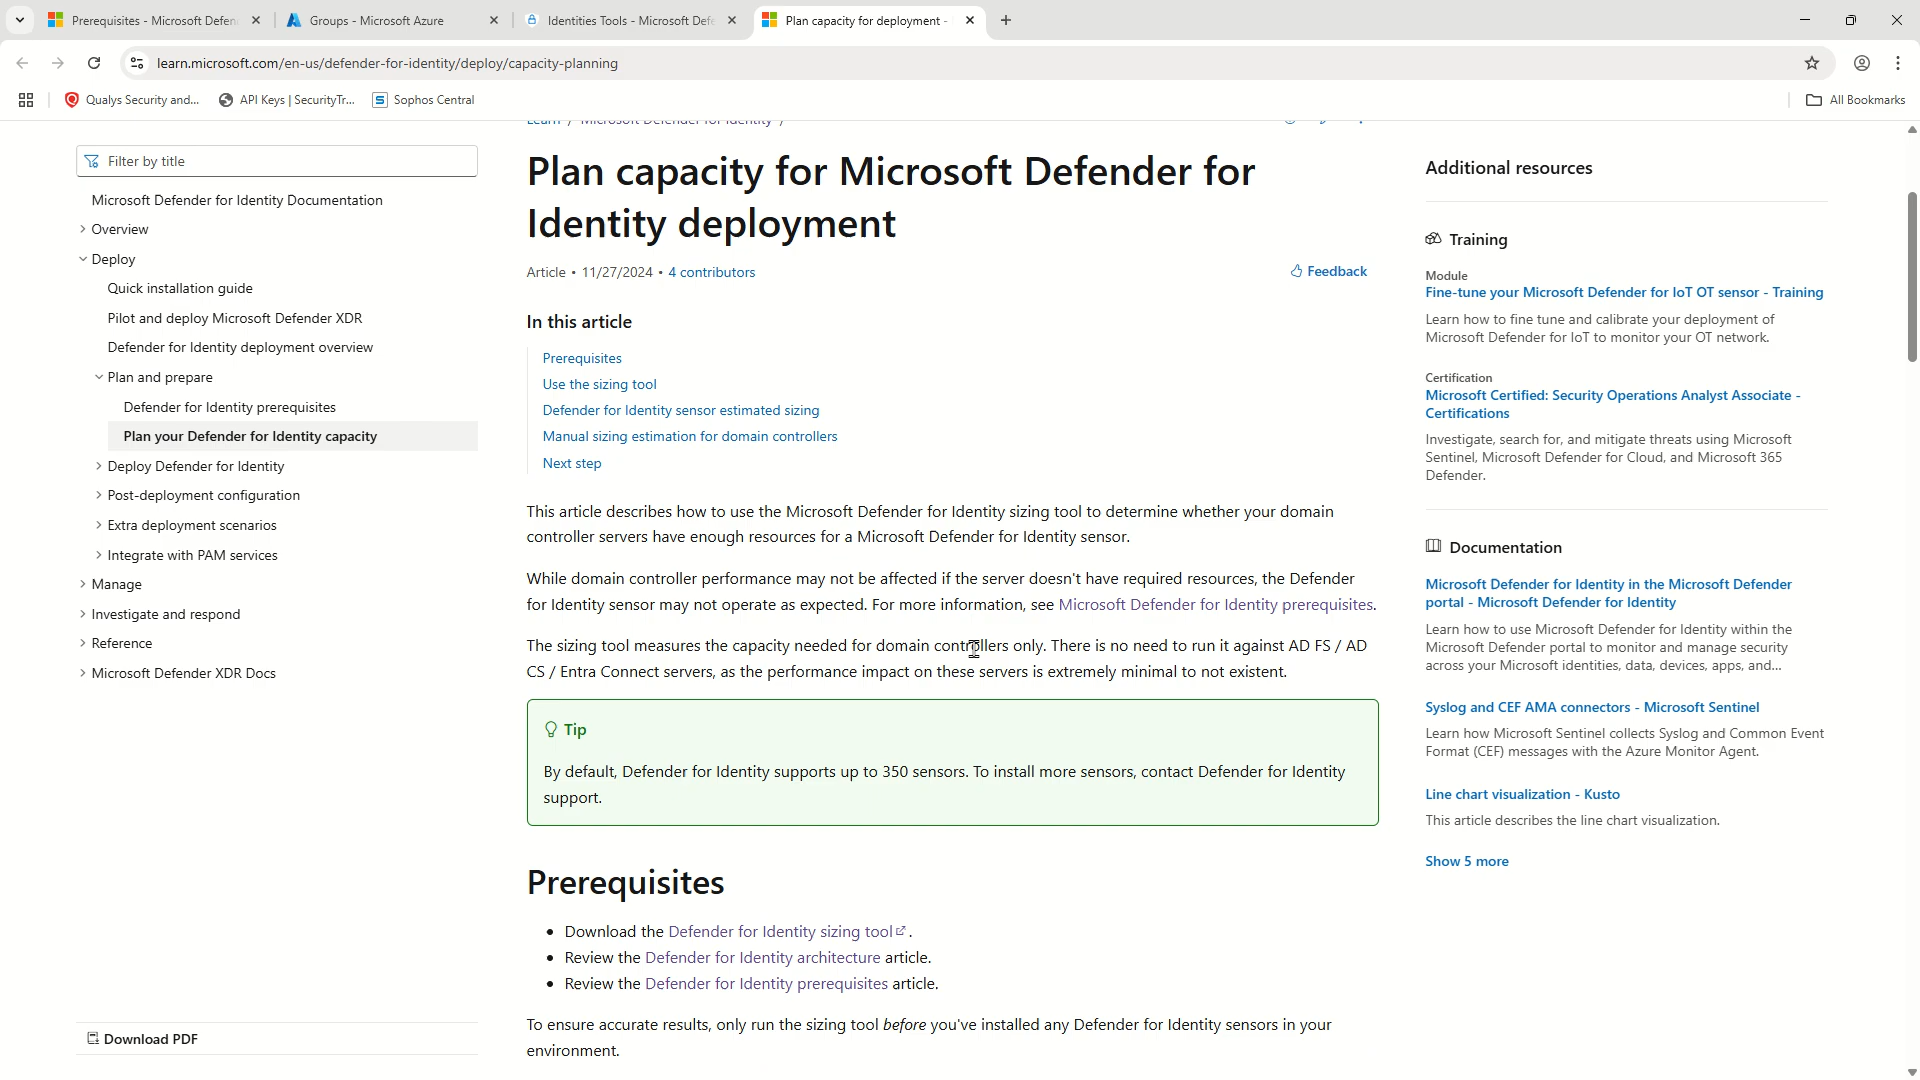 Prerequisites - Microsoft Defen
Groups - Microsoft Azure
Identities Tools - Microsoft Defe
Plan capacity for deployment -
learn.microsoft.com/en-us/defender-for-identity/deploy/capacity-planning
Qualys Security and...
API Keys | SecurityTr...
Sophos Central
All Bookmarks
Filter by title
Microsoft Defender for Identity Documentation
Overview
Deploy
Quick installation guide
Pilot and deploy Microsoft Defender XDR
Defender for Identity deployment overview
Plan and prepare
Defender for Identity prerequisites
Plan your Defender for Identity capacity
Deploy Defender for Identity
Post-deployment configuration
Extra deployment scenarios
Integrate with PAM services
Manage
Investigate and respond
Reference
Microsoft Defender XDR Docs
Download PDF
Learn / Microsoft Defender for Identity /
Plan capacity for Microsoft Defender for
Identity deployment
Article • 11/27/2024 • 4 contributors
Feedback
In this article
Prerequisites
Use the sizing tool
Defender for Identity sensor estimated sizing
Manual sizing estimation for domain controllers
Next step
This article describes how to use the Microsoft Defender for Identity sizing tool to determine whether your domain
controller servers have enough resources for a Microsoft Defender for Identity sensor.
While domain controller performance may not be affected if the server doesn't have required resources, the Defender
for Identity sensor may not operate as expected. For more information, see Microsoft Defender for Identity prerequisites.
The sizing tool measures the capacity needed for domain controllers only. There is no need to run it against AD FS / AD
CS / Entra Connect servers, as the performance impact on these servers is extremely minimal to not existent.
Tip
By default, Defender for Identity supports up to 350 sensors. To install more sensors, contact Defender for Identity
support.
Prerequisites
• Download the Defender for Identity sizing tool.
• Review the Defender for Identity architecture article.
• Review the Defender for Identity prerequisites article.
To ensure accurate results, only run the sizing tool before you've installed any Defender for Identity sensors in your
environment.
Additional resources
Training
Module
Fine-tune your Microsoft Defender for IoT OT sensor - Training
Learn how to fine tune and calibrate your deployment of
Microsoft Defender for IoT to monitor your OT network.
Certification
Microsoft Certified: Security Operations Analyst Associate -
Certifications
Investigate, search for, and mitigate threats using Microsoft
Sentinel, Microsoft Defender for Cloud, and Microsoft 365
Defender.
Documentation
Microsoft Defender for Identity in the Microsoft Defender
portal - Microsoft Defender for Identity
Learn how to use Microsoft Defender for Identity within the
Microsoft Defender portal to monitor and manage security
across your Microsoft identities, data, devices, apps, and...
Syslog and CEF AMA connectors - Microsoft Sentinel
Learn how Microsoft Sentinel collects Syslog and Common Event
Format (CEF) messages with the Azure Monitor Agent.
Line chart visualization - Kusto
This article describes the line chart visualization.
Show 5 more